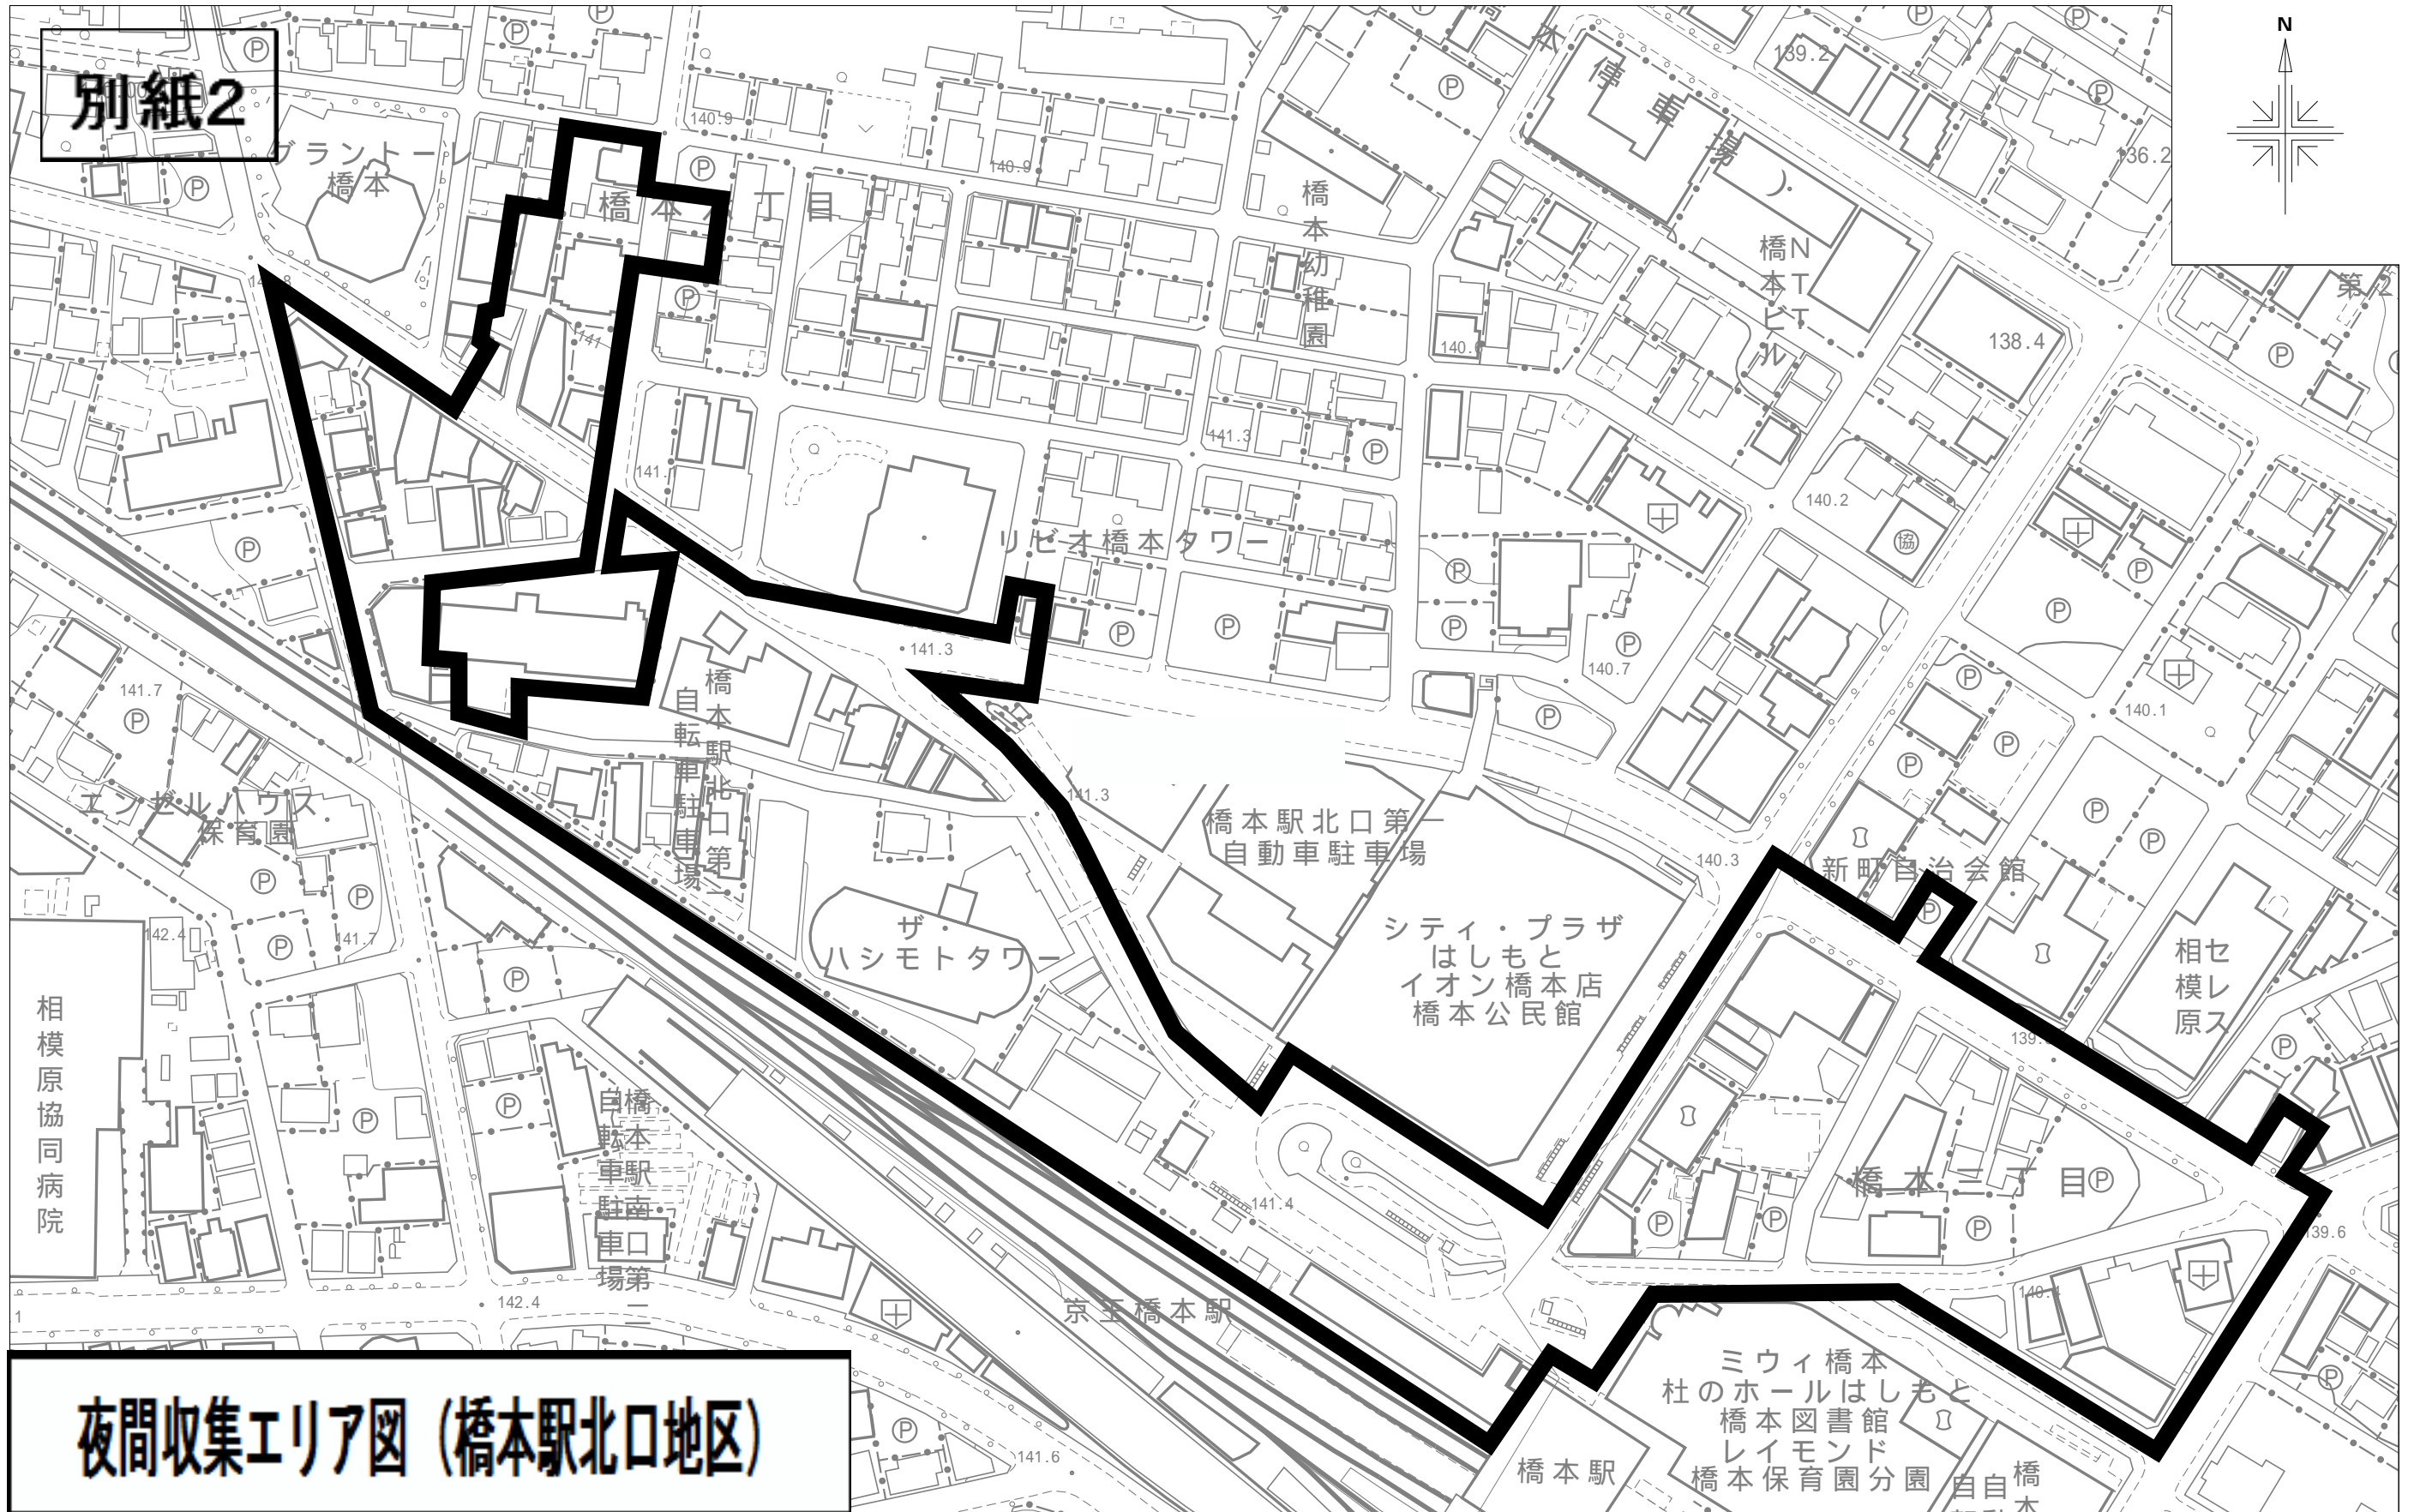 別紙2
N
グラントーレ
橋本
橋本六丁目
140.9
140.9
橋本幼稚園
停車場
139.2
136.2
橋本
NTTビル
138.4
140.2
協
141
141.3
リビオ橋本タワー
141.3
140.7
140.1
141.7
エンゼルハウス
保育園
橋本駅北口第一
自転車駐車場
141.3
橋本駅北口第一
自動車駐車場
140.3
新町自治会館
142.4
141.7
ザ・
ハシモトタワー
シティ・プラザ
はしもと
イオン橋本店
橋本公民館
セレス
相模原
相模原協同病院
橋本駅南口第二
自転車駐車場
141.4
橋本二丁目
139.6
142.4
京王橋本駅
140.4
ミウィ橋本
杜のホールはしもと
橋本図書館
レイモンド
橋本保育園分園
橋本駅
141.6
夜間収集エリア図（橋本駅北口地区）